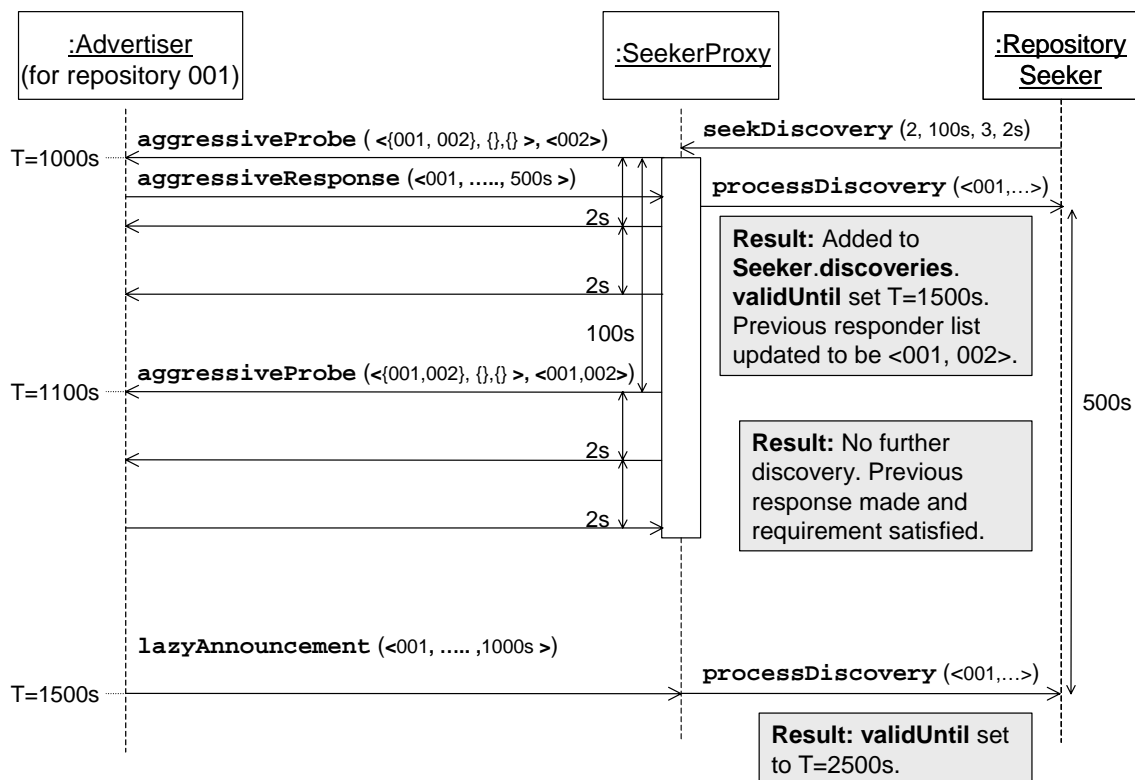 :Advertiser
(for repository 001)
:SeekerProxy
:Repository
Seeker
aggressiveProbe (<{001, 002}, {},{} >, <002>)
seekDiscovery (2, 100s, 3, 2s)
T=1000s
aggressiveResponse (<001, ....., 500s >)
processDiscovery (<001,...>)
2s
Result: Added to
Seeker.discoveries.
validUntil set T=1500s.
Previous responder list
updated to be <001, 002>.
2s
100s
aggressiveProbe (<{001,002}, {},{} >, <001,002>)
T=1100s
500s
2s
Result: No further
discovery. Previous
response made and
requirement satisfied.
2s
lazyAnnouncement (<001, ..... ,1000s >)
processDiscovery (<001,...>)
T=1500s
Result: validUntil set
to T=2500s.